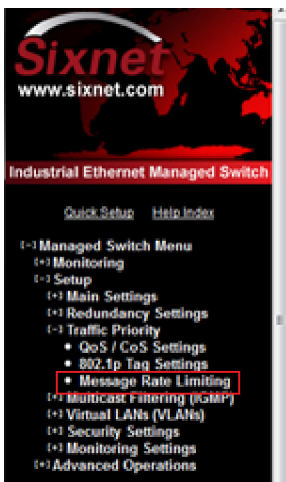 Sixnet
www.sixnet.com
Industrial Ethernet Managed Switch
Quick Setup Help Index
[-] Managed Switch Menu
[+] Monitoring
[-] Setup
[+] Main Settings
[+] Redundancy Settings
[-] Traffic Priority
• QoS / CoS Settings
• 802.1p Tag Settings
• Message Rate Limiting
[+] Multicast Filtering (IGMP)
[+] Virtual LANs (VLANs)
[+] Security Settings
[+] Monitoring Settings
[+] Advanced Operations